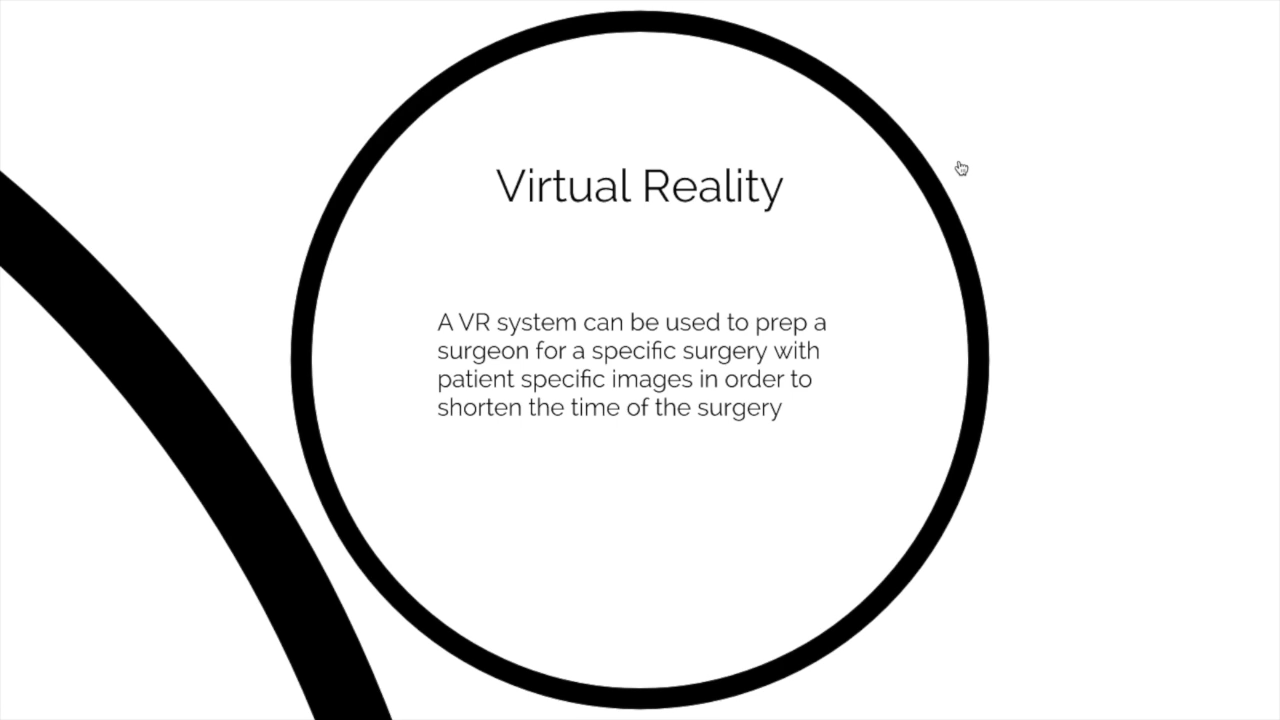 Virtual Reality
A VR system can be used to prep a
surgeon for a specific surgery with
patient specific images in order to
shorten the time of the surgery